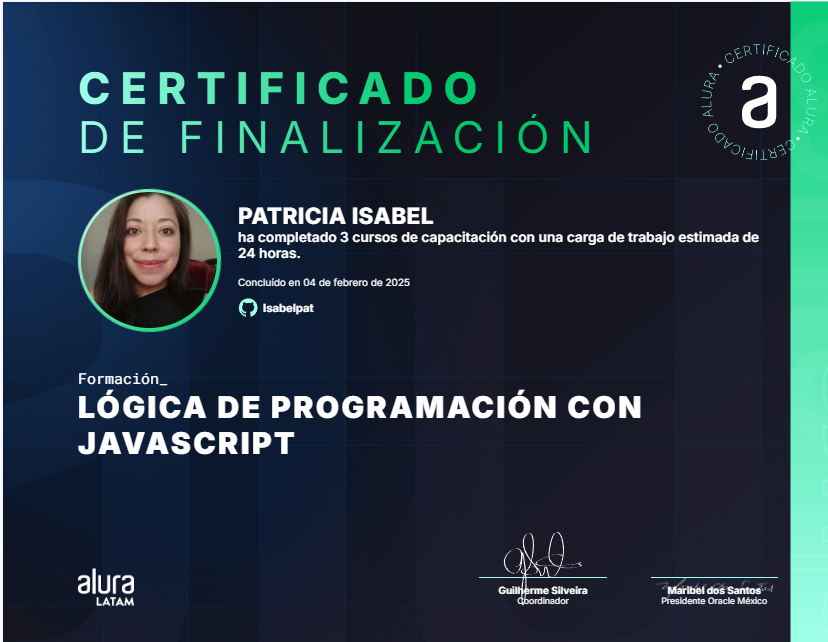 CERTIFICADO
DE FINALIZACIÓN
CERTIFICADO ALURA • CERTIFICADO ALURA •
a
PATRICIA ISABEL
ha completado 3 cursos de capacitación con una carga de trabajo estimada de
24 horas.
Concluído en 04 de febrero de 2025
Isabelpat
Formación_
LÓGICA DE PROGRAMACIÓN CON
JAVASCRIPT
alura
LATAM
Guilherme Silveira
Coordinador
Maribel dos Santos
Presidente Oracle México